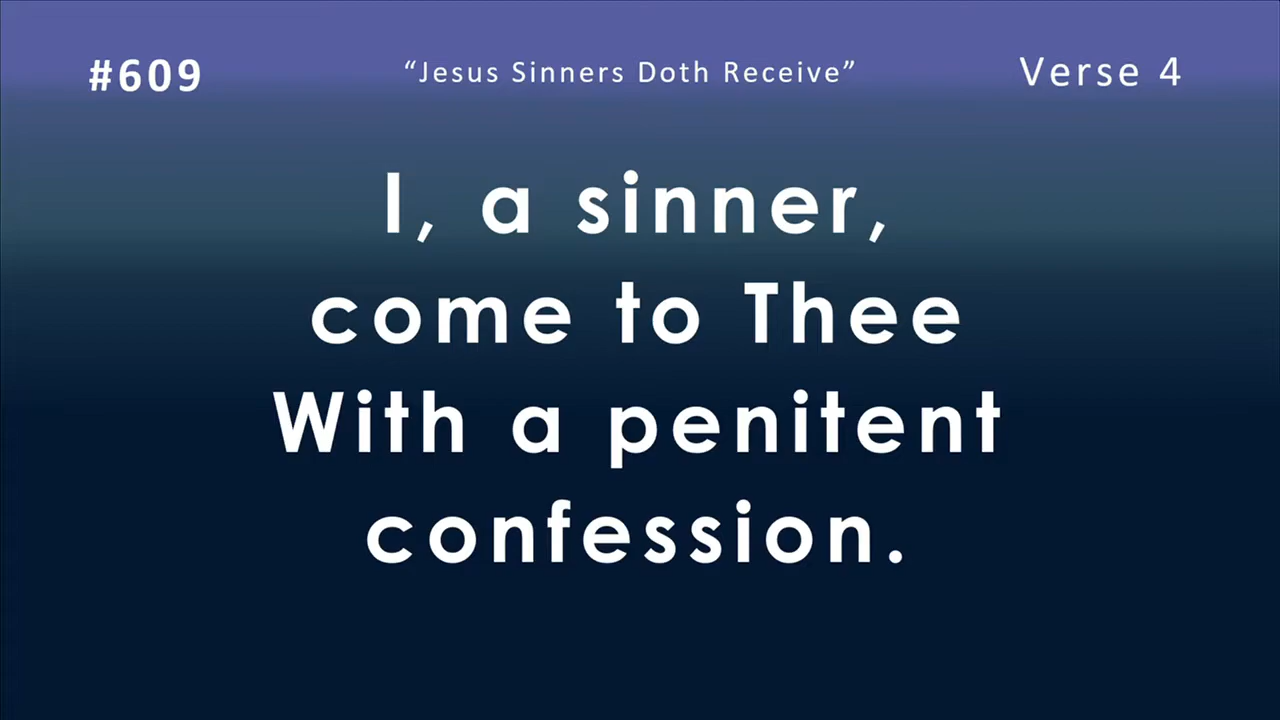 #609 “Jesus Sinners Doth Receive” Verse 4
I, a sinner,
come to Thee
With a penitent
confession.